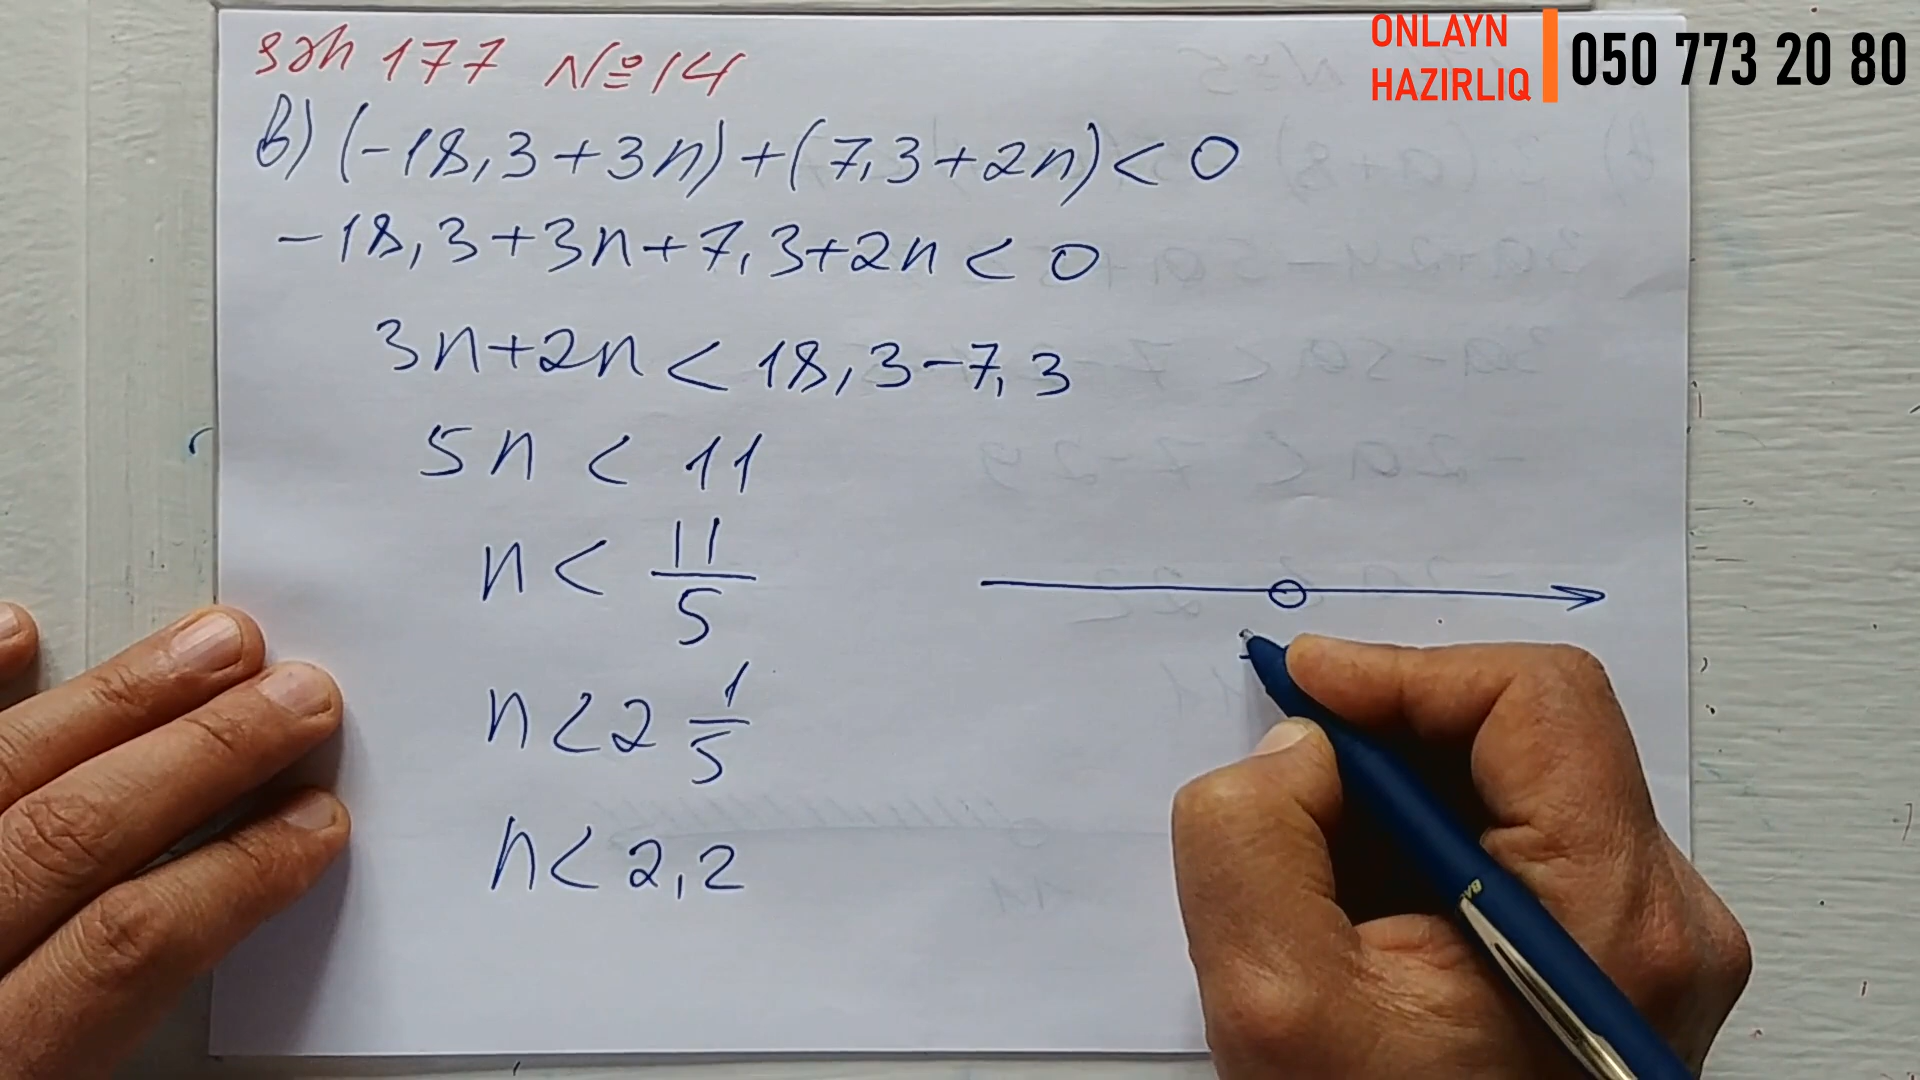 səh 177 №14
b) (-18,3+3n)+(7,3+2n)<0
-18,3+3n+7,3+2n<0
3n+2n<18,3-7,3
5n<11
n<11/5
n<2 1/5
n<2,2
ONLAYN
HAZIRLIQ
050 773 20 80